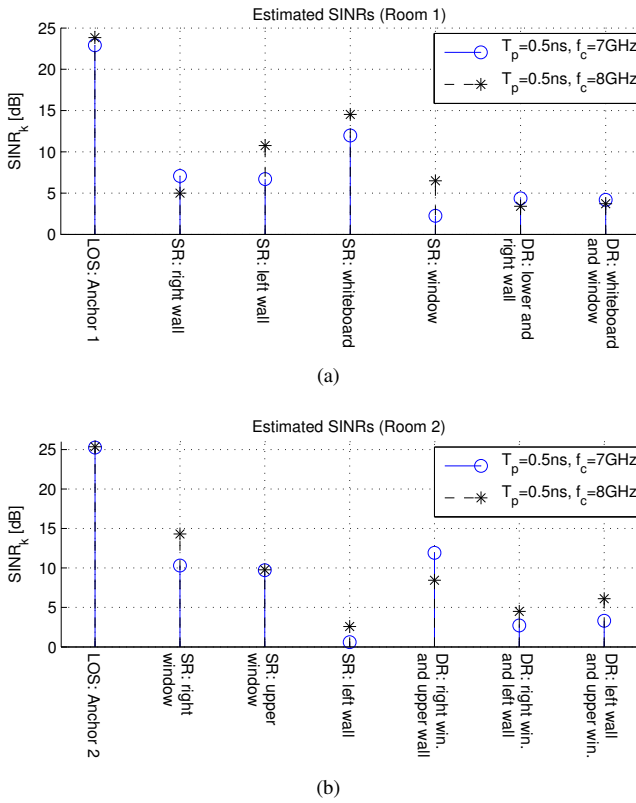 Estimated SINRs (Room 1)
SINR_k [dB]
25
20
15
10
5
0
T_p=0.5ns, f_c=7GHz
T_p=0.5ns, f_c=8GHz
LOS: Anchor 1
SR: right wall
SR: left wall
SR: whiteboard
SR: window
DR: lower and
right wall
DR: whiteboard
and window
(a)
Estimated SINRs (Room 2)
SINR_k [dB]
25
20
15
10
5
0
T_p=0.5ns, f_c=7GHz
T_p=0.5ns, f_c=8GHz
LOS: Anchor 2
SR: right
window
SR: upper
window
SR: left wall
DR: right win.
and upper wall
DR: right win.
and left wall
DR: left wall
and upper win.
(b)